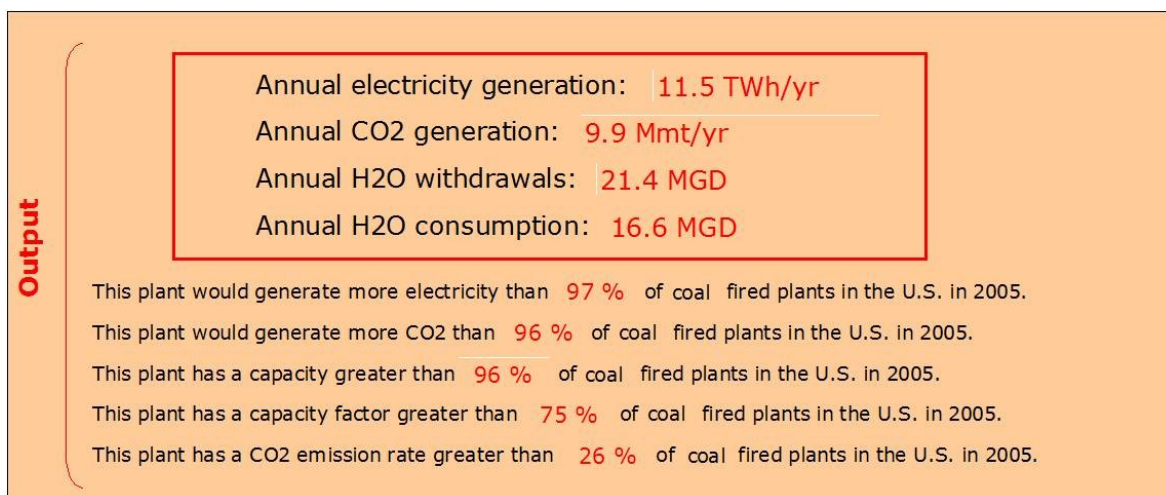 Output
Annual electricity generation: 11.5 TWh/yr
Annual CO2 generation: 9.9 Mmt/yr
Annual H2O withdrawals: 21.4 MGD
Annual H2O consumption: 16.6 MGD
This plant would generate more electricity than 97 % of coal fired plants in the U.S. in 2005.
This plant would generate more CO2 than 96 % of coal fired plants in the U.S. in 2005.
This plant has a capacity greater than 96 % of coal fired plants in the U.S. in 2005.
This plant has a capacity factor greater than 75 % of coal fired plants in the U.S. in 2005.
This plant has a CO2 emission rate greater than 26 % of coal fired plants in the U.S. in 2005.